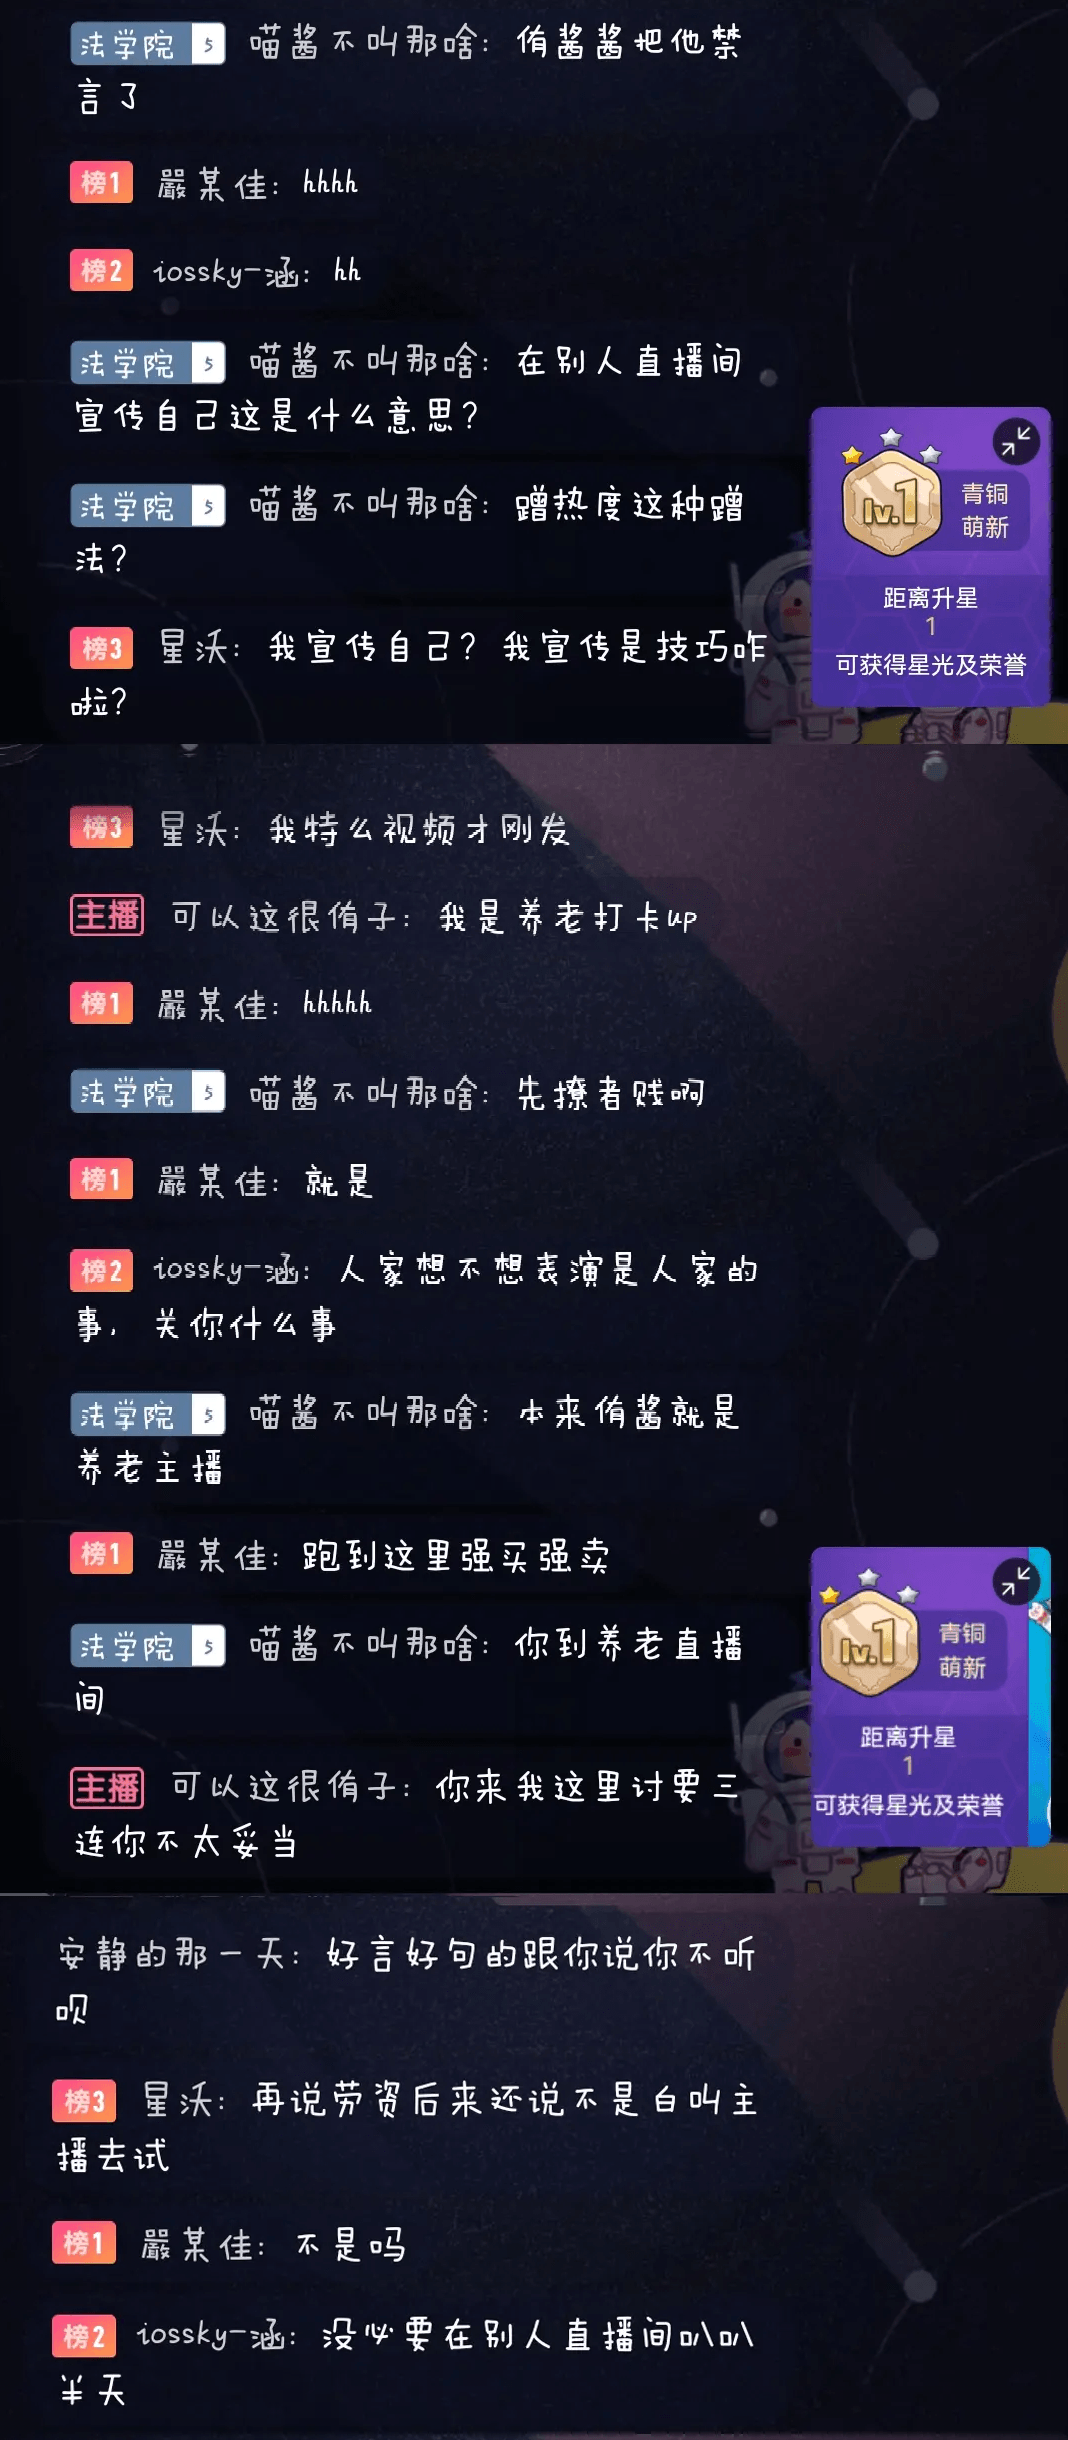 法学院 5 喵酱不叫那啥: 侑酱酱把他禁
言了
榜1 嚴某佳: hhhh
榜2 iossky-涵: hh
法学院 5 喵酱不叫那啥: 在别人直播间
宣传自己这是什么意思?
法学院 5 喵酱不叫那啥: 蹭热度这种蹭
法?
榜3 星沃: 我宣传自己? 我宣传是技巧咋
啦?
lv.1
青铜
萌新
距离升星
1
可获得星光及荣誉
榜3 星沃: 我特么视频才刚发
主播 可以这很侑子: 我是养老打卡up
榜1 嚴某佳: hhhhh
法学院 5 喵酱不叫那啥: 先撩者贱啊
榜1 嚴某佳: 就是
榜2 iossky-涵: 人家想不想表演是人家的
事, 关你什么事
法学院 5 喵酱不叫那啥: 本来侑酱就是
养老主播
榜1 嚴某佳: 跑到这里强买强卖
法学院 5 喵酱不叫那啥: 你到养老直播
间
主播 可以这很侑子: 你来我这里讨要三
连你不太妥当
lv.1
青铜
萌新
距离升星
1
可获得星光及荣誉
安静的那一天: 好言好句的跟你说你不听
呗
榜3 星沃: 再说劳资后来还说不是白叫主
播去试
榜1 嚴某佳: 不是吗
榜2 iossky-涵: 没必要在别人直播间叭叭
半天